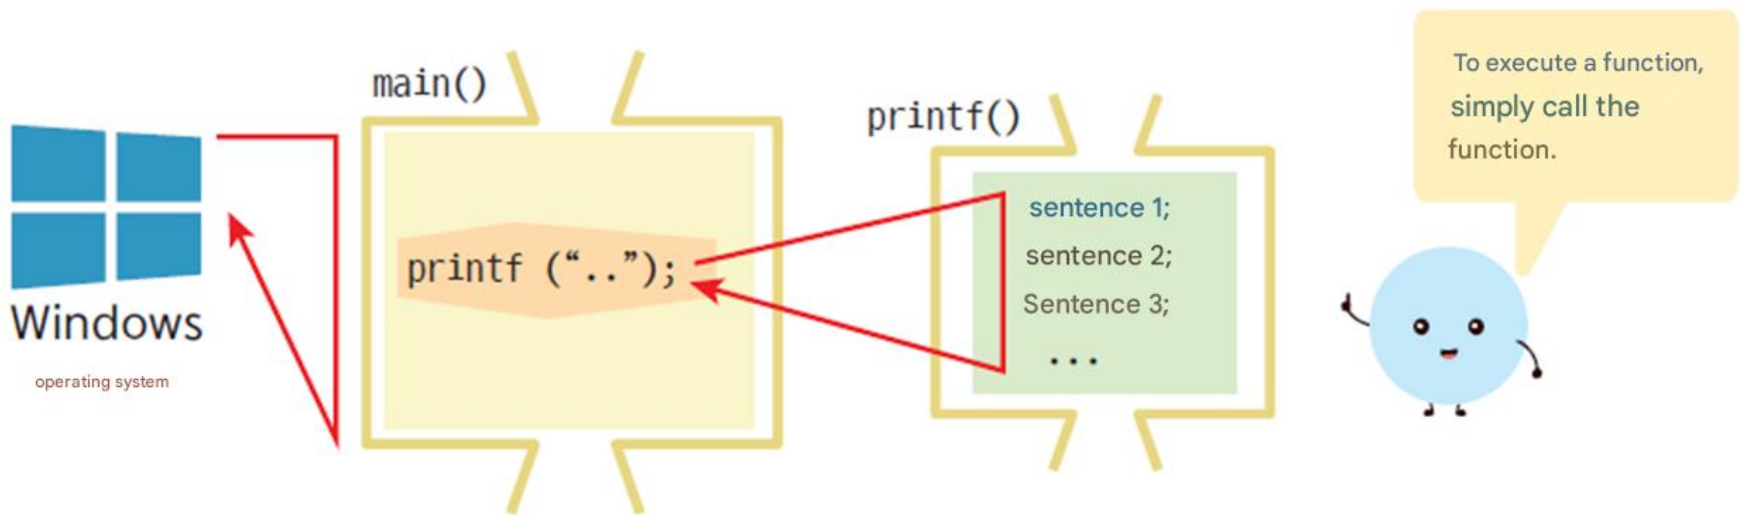 main()
printf()
To execute a function,
simply call the
function.
sentence 1;
sentence 2;
Sentence 3;
...
printf (“..”);
Windows
operating system